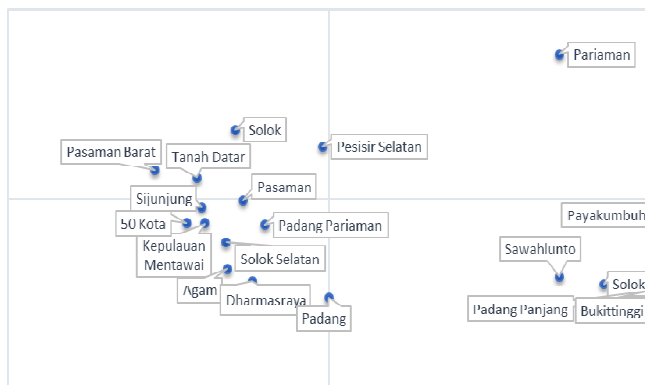 Pariaman
Solok
Pesisir Selatan
Pasaman Barat
Tanah Datar
Pasaman
Sijunjung
50 Kota
Padang Pariaman
Payakumbuh
Kepulauan
Mentawai
Solok Selatan
Sawahlunto
Agam
Dharmasraya
Solok
Padang Panjang
Bukittinggi
Padang